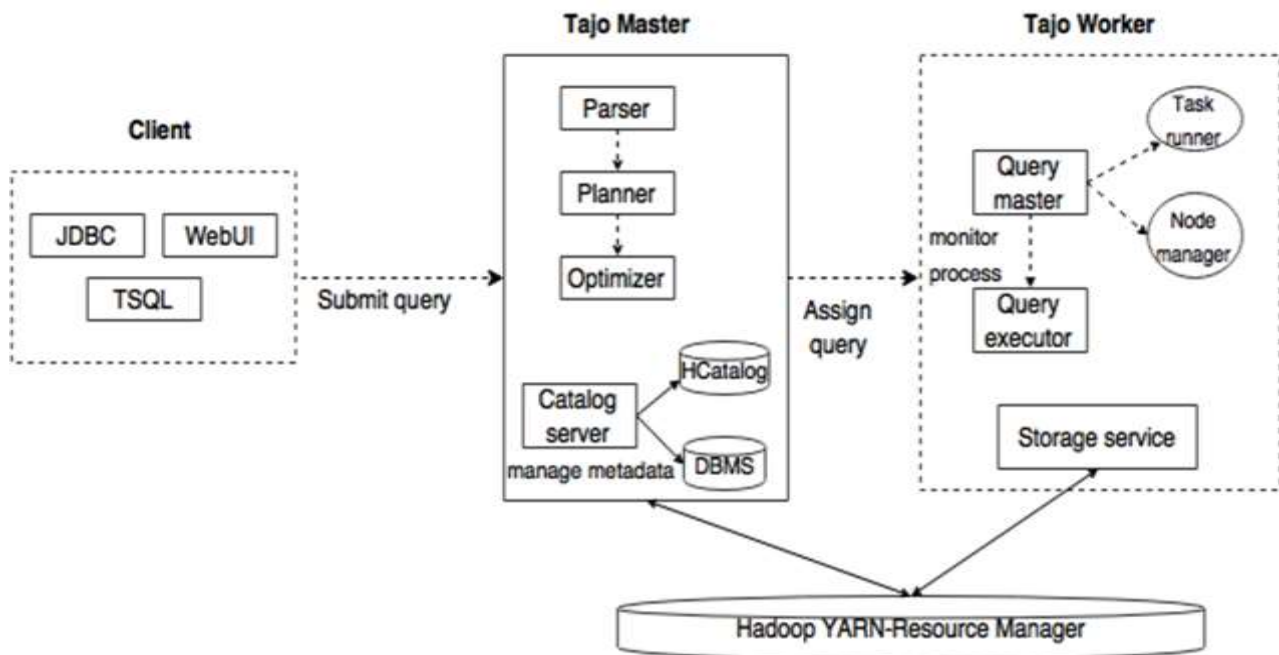 Tajo Master
Tajo Worker
Client
JDBC
WebUI
TSQL
Submit query
Parser
Planner
Optimizer
HCatalog
Catalog
server
manage metadata
DBMS
Assign
query
Task
runner
Query
master
Node
manager
monitor
process
Query
executor
Storage service
Hadoop YARN-Resource Manager